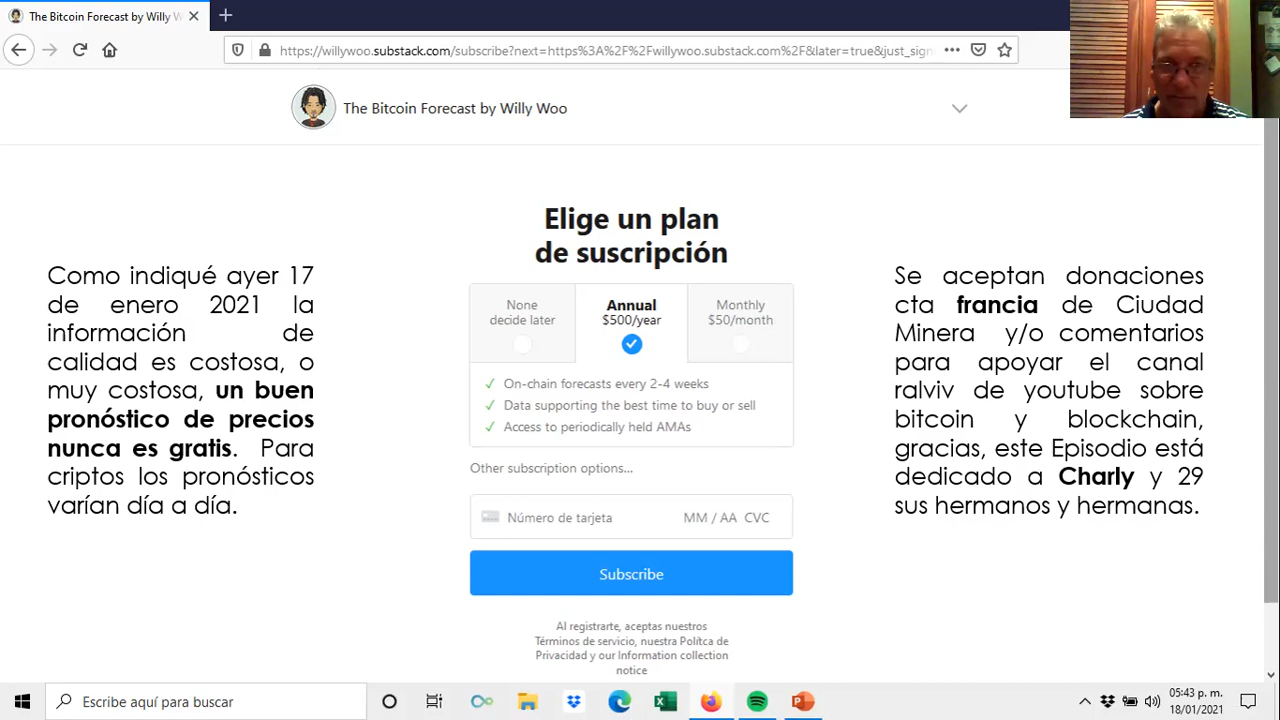 The Bitcoin Forecast by Willy W
https://willywoo.substack.com/subscribe?next=https%3A%2F%2Fwillywoo.substack.com%2F&later=true&just_sign
The Bitcoin Forecast by Willy Woo
Elige un plan
de suscripción
Como indiqué ayer 17
de enero 2021 la
información de
calidad es costosa, o
muy costosa, un buen
pronóstico de precios
nunca es gratis. Para
criptos los pronósticos
varían día a día.
None
decide later
Annual
$500/year
Monthly
$50/month
On-chain forecasts every 2-4 weeks
Data supporting the best time to buy or sell
Access to periodically held AMAs
Other subscription options...
Número de tarjeta MM / AA CVC
Subscribe
Al registrarte, aceptas nuestros
Términos de servicio, nuestra Polítca de
Privacidad y our Information collection
notice
Se aceptan donaciones
cta francia de Ciudad
Minera y/o comentarios
para apoyar el canal
ralviv de youtube sobre
bitcoin y blockchain,
gracias, este Episodio está
dedicado a Charly y 29
sus hermanos y hermanas.
Escribe aquí para buscar
05:43 p. m.
18/01/2021